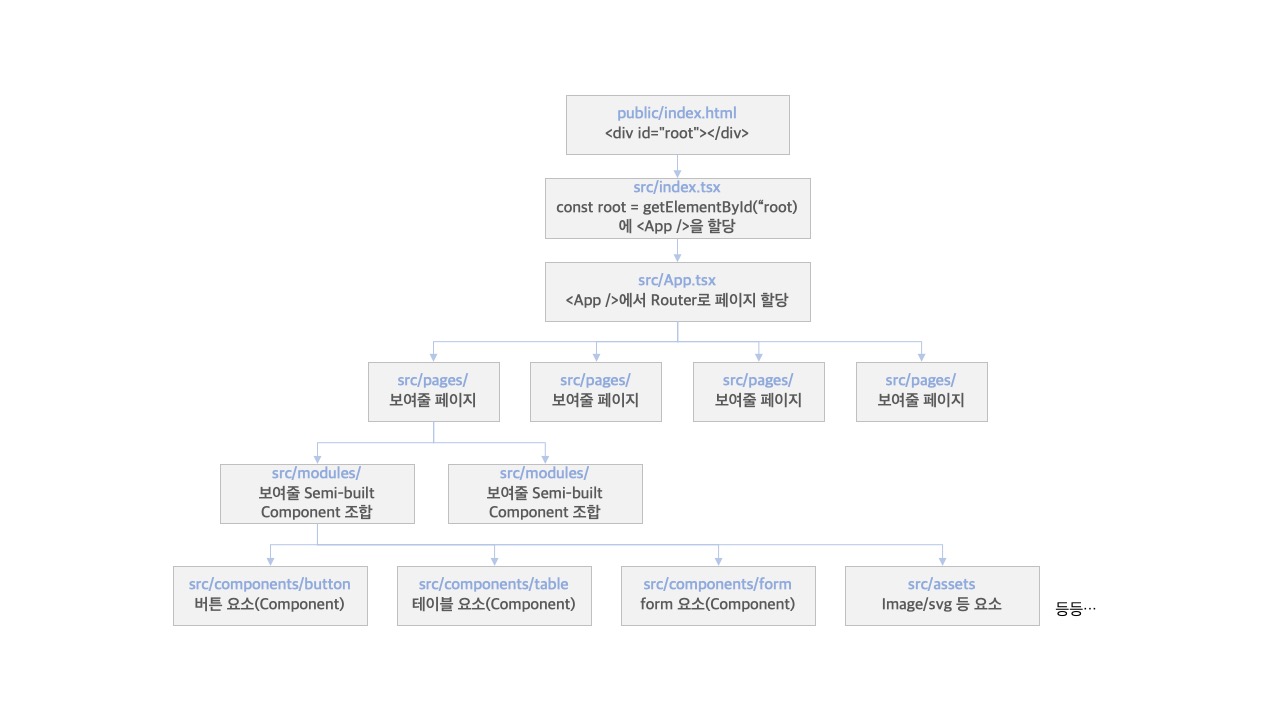 public/index.html
<div id="root"></div>
src/index.tsx
const root = getElementById(“root)
에 <App />을 할당
src/App.tsx
<App />에서 Router로 페이지 할당
src/pages/
보여줄 페이지
src/pages/
보여줄 페이지
src/pages/
보여줄 페이지
src/pages/
보여줄 페이지
src/modules/
보여줄 Semi-built
Component 조합
src/modules/
보여줄 Semi-built
Component 조합
src/components/button
버튼 요소(Component)
src/components/table
테이블 요소(Component)
src/components/form
form 요소(Component)
src/assets
Image/svg 등 요소
등등…